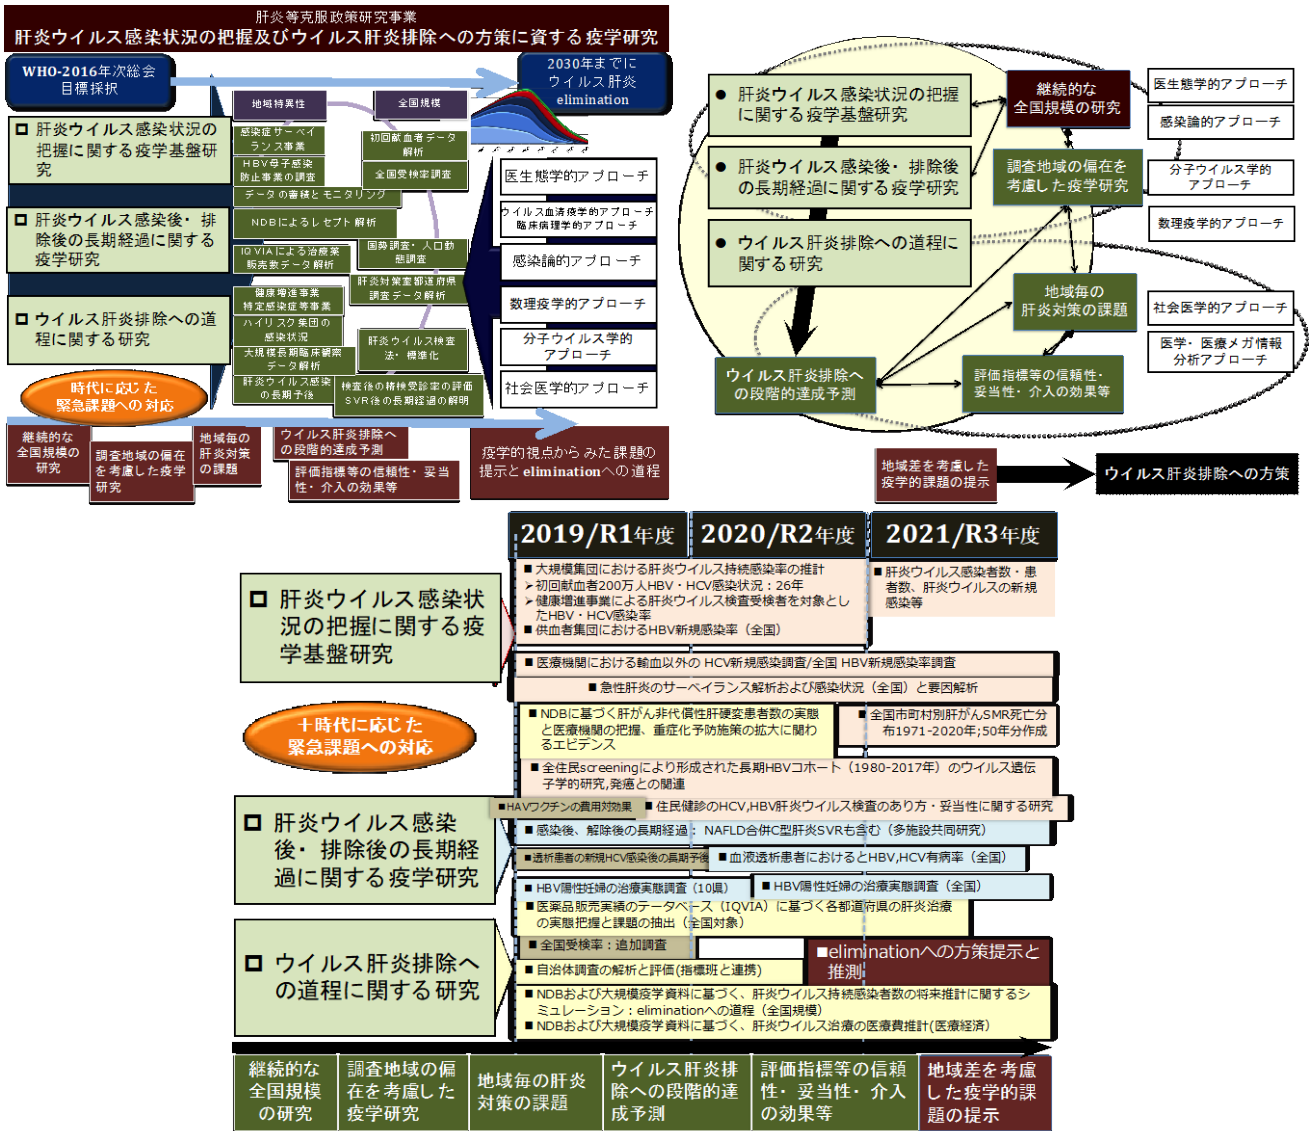 肝炎等克服政策研究事業
肝炎ウイルス感染状況の把握及びウイルス肝炎排除への方策に資する疫学研究
WHO-2016年次総会
目標採択
2030年までに
ウイルス肝炎
elimination
肝炎ウイルス感染状況の
把握に関する疫学基盤研
究
肝炎ウイルス感染後・排
除後の長期経過に関する
疫学研究
ウイルス肝炎排除への道
程に関する研究
時代に応じた
緊急課題への対応
地域特異性
感染症サーベイ
ランス事業
HBV母子感染
防止事業の調査
データの蓄積とモニタリング
NDBによるレセプト解析
IQVIAによる治療薬
販売数データ解析
健康増進事業
特定感染症等事業
ハイリスク集団の
感染状況
大規模長期臨床観察
データ解析
肝炎ウイルス感染
の長期予後
全国規模
初回献血者データ
解析
全国受検率調査
国勢調査・人口動
態調査
肝炎対策室都道府県
調査データ解析
肝炎ウイルス検査
法・標準化
検査後の精検受診率の評価
SVR後の長期経過の解明
医生態学的アプローチ
ウイルス血清疫学的アプローチ
臨床病理学的アプローチ
感染論的アプローチ
数理疫学的アプローチ
分子ウイルス学的
アプローチ
社会医学的アプローチ
継続的な
全国規模の
研究
調査地域の偏在
を考慮した疫学
研究
地域毎の
肝炎対策
の課題
ウイルス肝炎排除へ
の段階的達成予測
評価指標等の信頼性・妥当
性・介入の効果等
疫学的視点からみた課題の
提示とeliminationへの道程
肝炎ウイルス感染状況の把握
に関する疫学基盤研究
肝炎ウイルス感染後・排除
後の長期経過に関する疫学研究
ウイルス肝炎排除への道程に
関する研究
ウイルス肝炎排除へ
の段階的達成予測
継続的な
全国規模の研究
調査地域の偏在を
考慮した疫学研究
地域毎の
肝炎対策の課題
評価指標等の信頼性・
妥当性・介入の効果等
医生態学的アプローチ
感染論的アプローチ
分子ウイルス学的
アプローチ
数理疫学的アプローチ
社会医学的アプローチ
医学・医療メガ情報
分析アプローチ
地域差を考慮した
疫学的課題の提示
ウイルス肝炎排除への方策
2019/R1年度
2020/R2年度
2021/R3年度
肝炎ウイルス感染状
況の把握に関する疫
学基盤研究
十時代に応じた
緊急課題への対応
肝炎ウイルス感染
後・排除後の長期経
過に関する疫学研究
ウイルス肝炎排除へ
の道程に関する研究
■大規模集団における肝炎ウイルス持続感染率の推計
➢初回献血者200万人HBV・HCV感染状況：26年
➢健康増進事業による肝炎ウイルス検査受検者を対象とし
たHBV・HCV感染率
■供血者集団におけるHBV新規感染率（全国）
■肝炎ウイルス感染者数・患
者数、肝炎ウイルスの新規
感染等
■医療機関における輸血以外の HCV新規感染調査/全国 HBV新規感染率調査
■急性肝炎のサーベイランス解析および感染状況（全国）と要因解析
■NDBに基づく肝がん非代償性肝硬変患者数の実態
と医療機関の把握、重症化予防施策の拡大に関わ
るエビデンス
■全国市町村別肝がんSMR死亡分
布1971-2020年;50年分作成
■全住民screeningにより形成された長期HBVコホート（1980-2017年）のウイルス遺伝
子学的研究,発癌との関連
■HAVワクチンの費用対効果
■住民健診のHCV,HBV肝炎ウイルス検査のあり方・妥当性に関する研究
■感染後、解除後の長期経過：NAFLD合併C型肝炎SVRも含む（多施設共同研究）
■透析患者の新規HCV感染後の長期予後
■血液透析患者におけるとHBV,HCV有病率（全国）
■HBV陽性妊婦の治療実態調査（10県）
■HBV陽性妊婦の治療実態調査（全国）
■医薬品販売実績のデータベース（IQVIA）に基づく各都道府県の肝炎治療
の実態把握と課題の抽出（全国対象）
■全国受検率：追加調査
■自治体調査の解析と評価(指標班と連携)
■eliminationへの方策提示と
推測
■NDBおよび大規模疫学資料に基づく、肝炎ウイルス持続感染者数の将来推計に関するシ
ミュレーション：eliminationへの道程（全国規模）
■NDBおよび大規模疫学資料に基づく、肝炎ウイルス治療の医療費推計(医療経済）
継続的な
全国規模
の研究
調査地域の偏
在を考慮した
疫学研究
地域毎の肝炎
対策の課題
ウイルス肝炎排
除への段階的達
成予測
評価指標等の信頼
性・妥当性・介入
の効果等
地域差を考慮
した疫学的課
題の提示